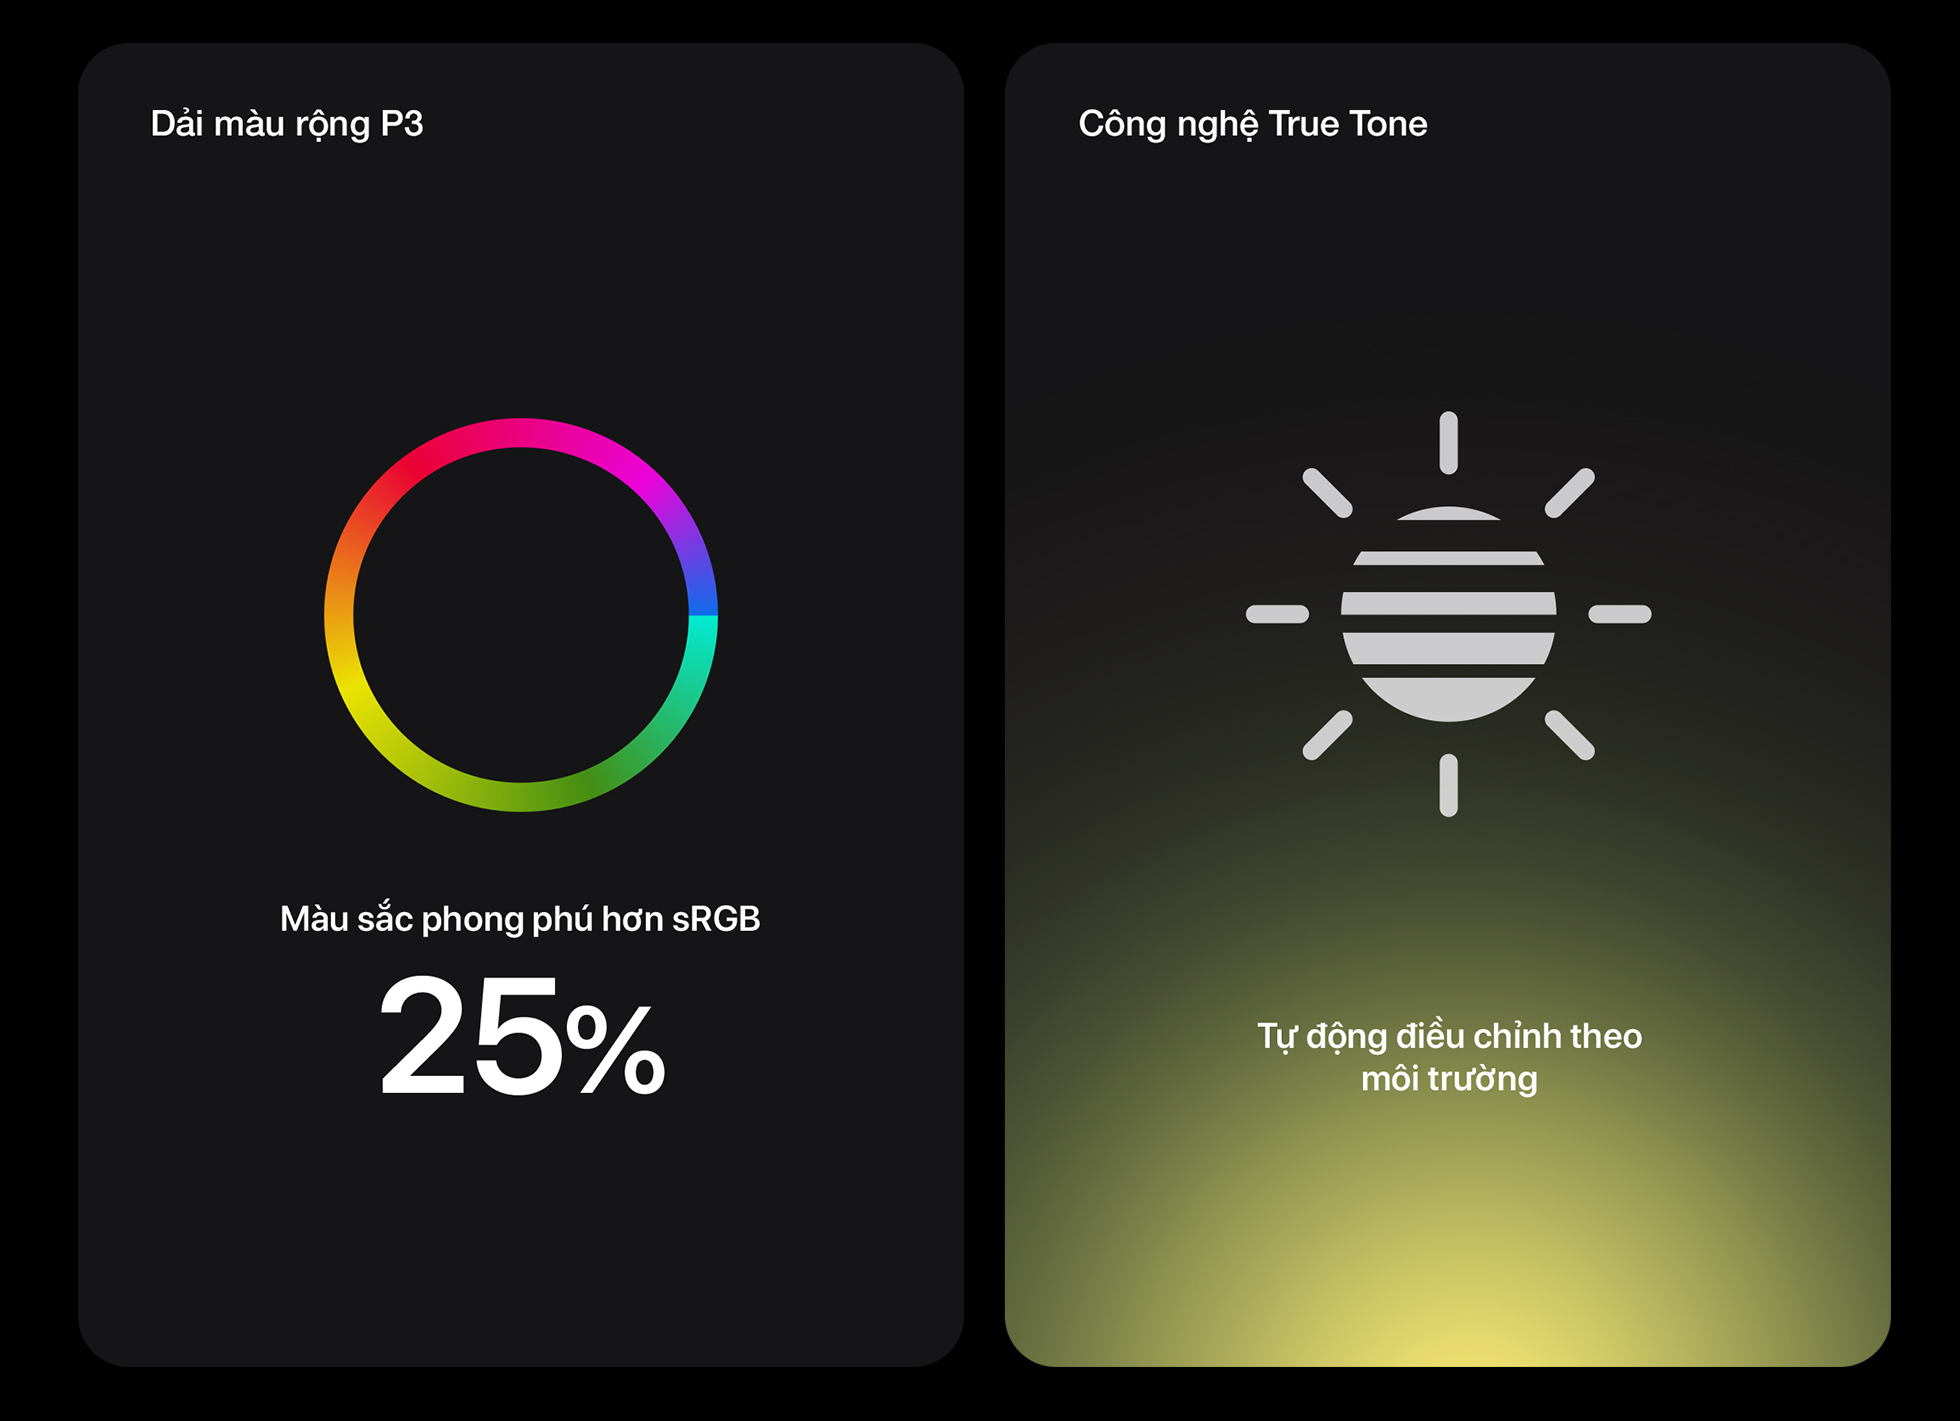 Dải màu rộng P3
Màu sắc phong phú hơn sRGB
25%
Công nghệ True Tone
Tự động điều chỉnh theo
môi trường